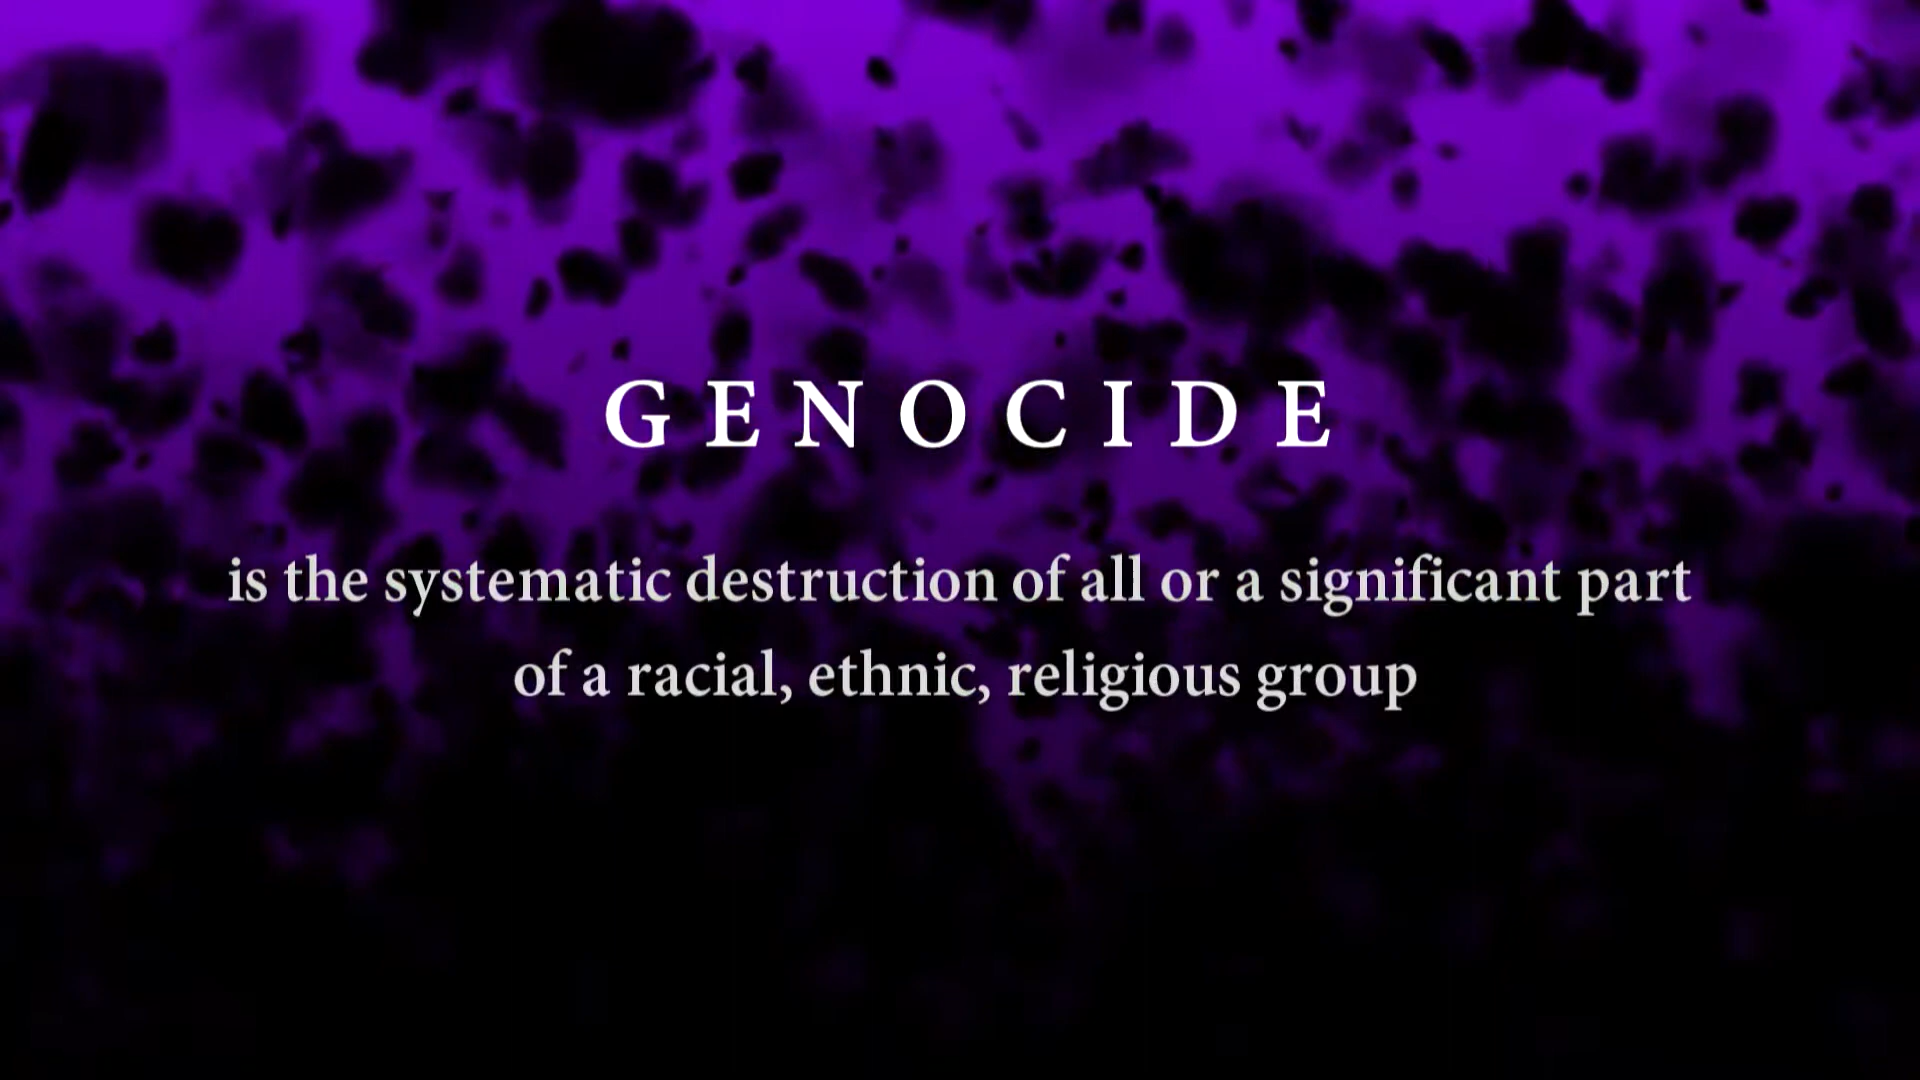 GENOCIDE
is the systematic destruction of all or a significant part
of a racial, ethnic, religious group